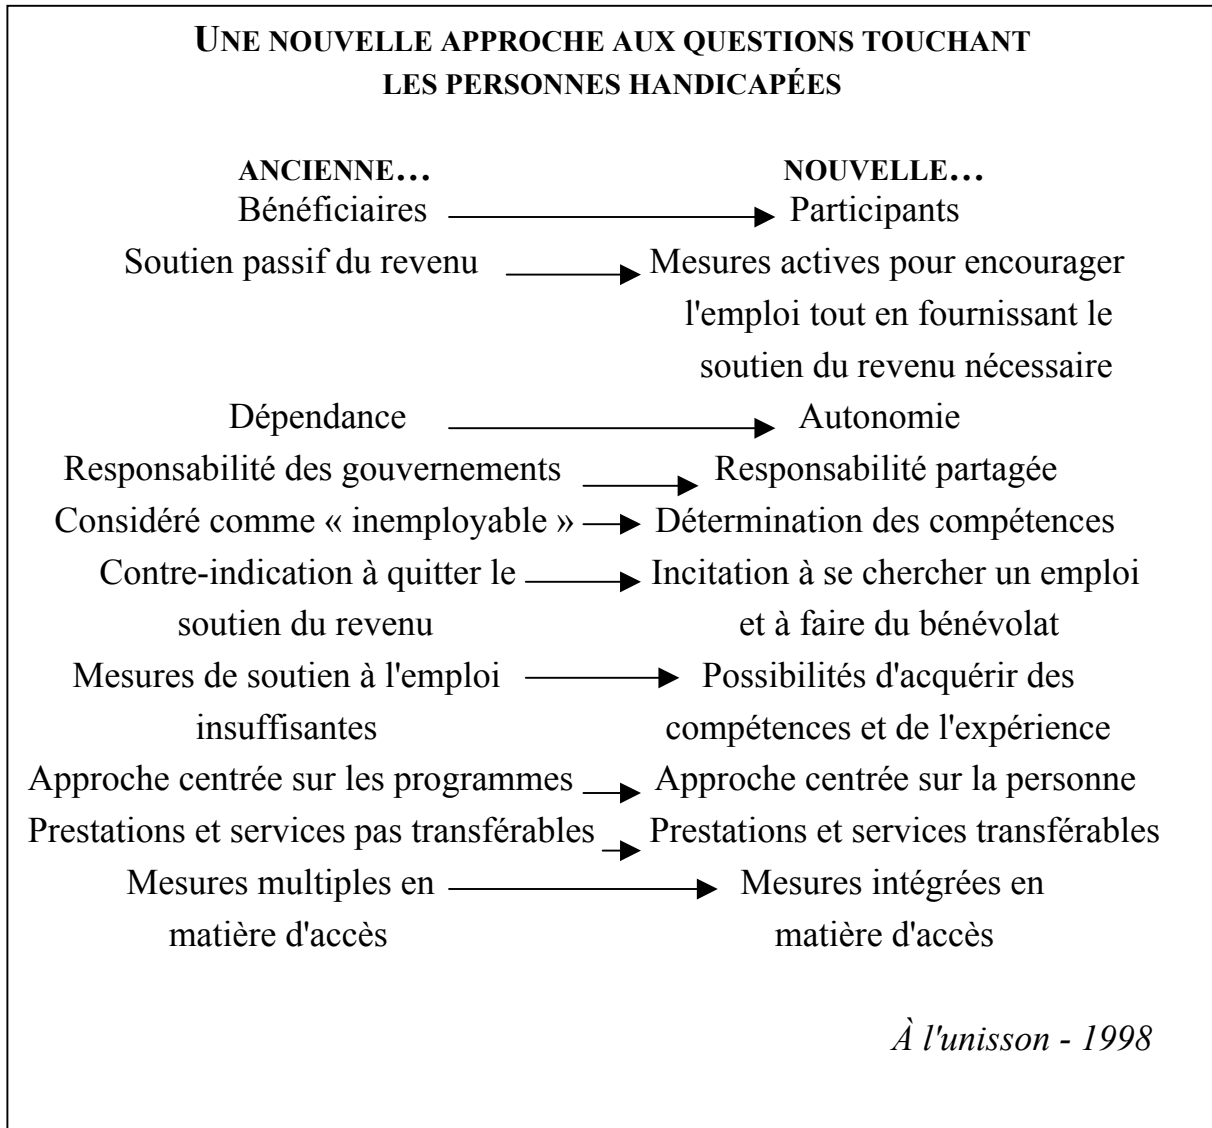 UNE NOUVELLE APPROCHE AUX QUESTIONS TOUCHANT
LES PERSONNES HANDICAPÉES
ANCIENNE... NOUVELLE...
Bénéficiaires Participants
Soutien passif du revenu Mesures actives pour encourager
l'emploi tout en fournissant le
soutien du revenu nécessaire
Dépendance Autonomie
Responsabilité des gouvernements Responsabilité partagée
Considéré comme « inemployable » Détermination des compétences
Contre-indication à quitter le Incitation à se chercher un emploi
soutien du revenu et à faire du bénévolat
Mesures de soutien à l'emploi Possibilités d'acquérir des
insuffisantes compétences et de l'expérience
Approche centrée sur les programmes Approche centrée sur la personne
Prestations et services pas transférables Prestations et services transférables
Mesures multiples en Mesures intégrées en
matière d'accès matière d'accès
À l'unisson - 1998